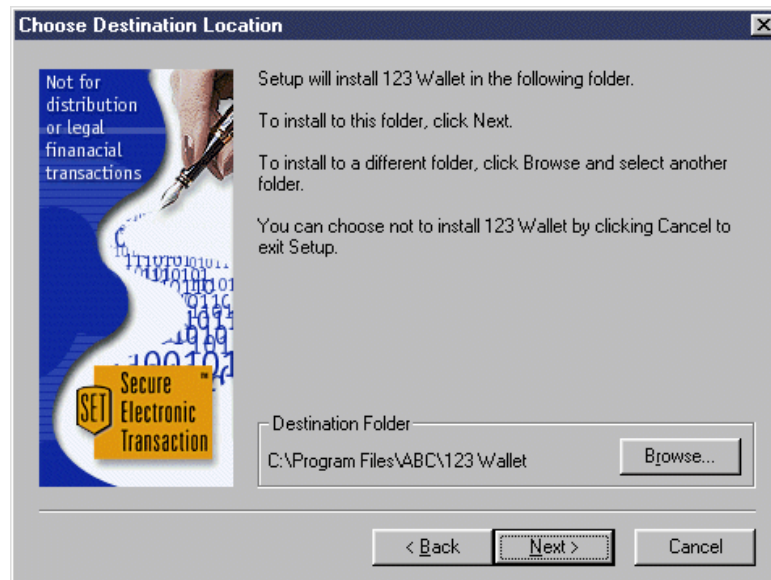 Choose Destination Location
Not for
distribution
or legal
finanacial
transactions
SET
Secure™
Electronic
Transaction
Setup will install 123 Wallet in the following folder.
To install to this folder, click Next.
To install to a different folder, click Browse and select another
folder.
You can choose not to install 123 Wallet by clicking Cancel to
exit Setup.
Destination Folder
C:\Program Files\ABC\123 Wallet
Browse...
< Back
Next >
Cancel